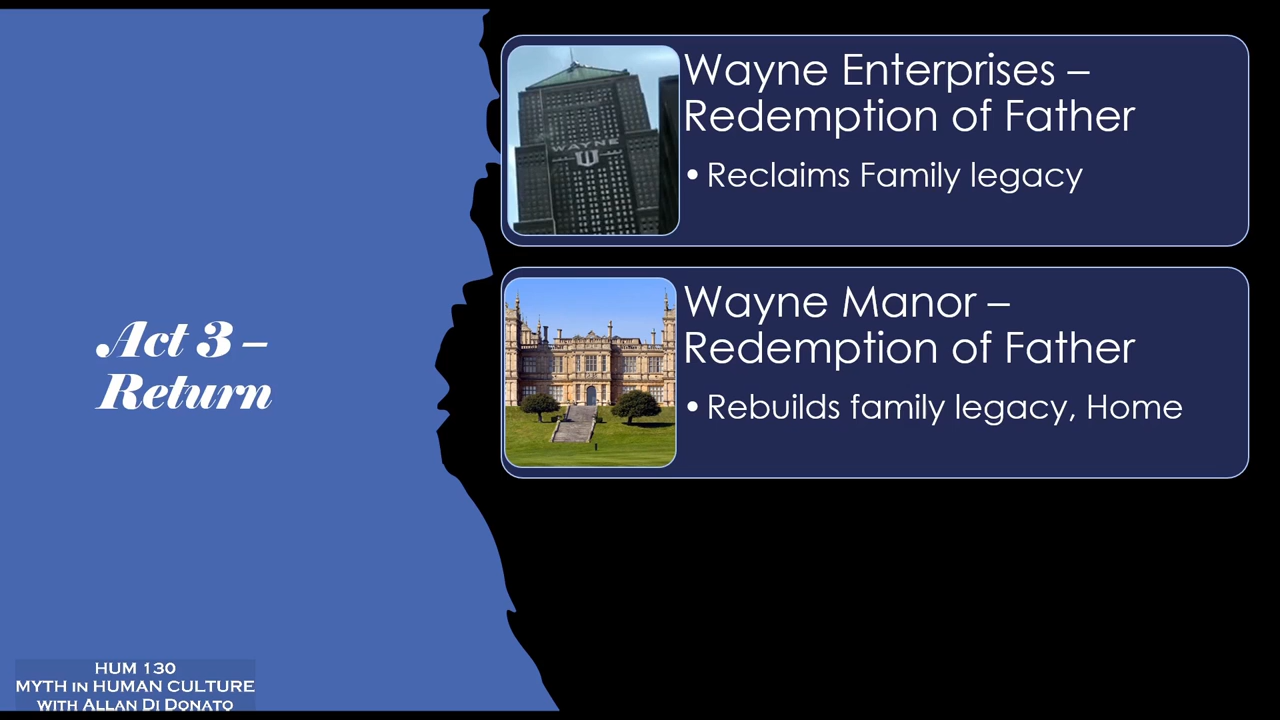 Act 3 –
Return
Wayne Enterprises –
Redemption of Father
• Reclaims Family legacy
WAYNE
Wayne Manor –
Redemption of Father
• Rebuilds family legacy, Home
HUM 130
MYTH IN HUMAN CULTURE
WITH ALLAN DI DONATO